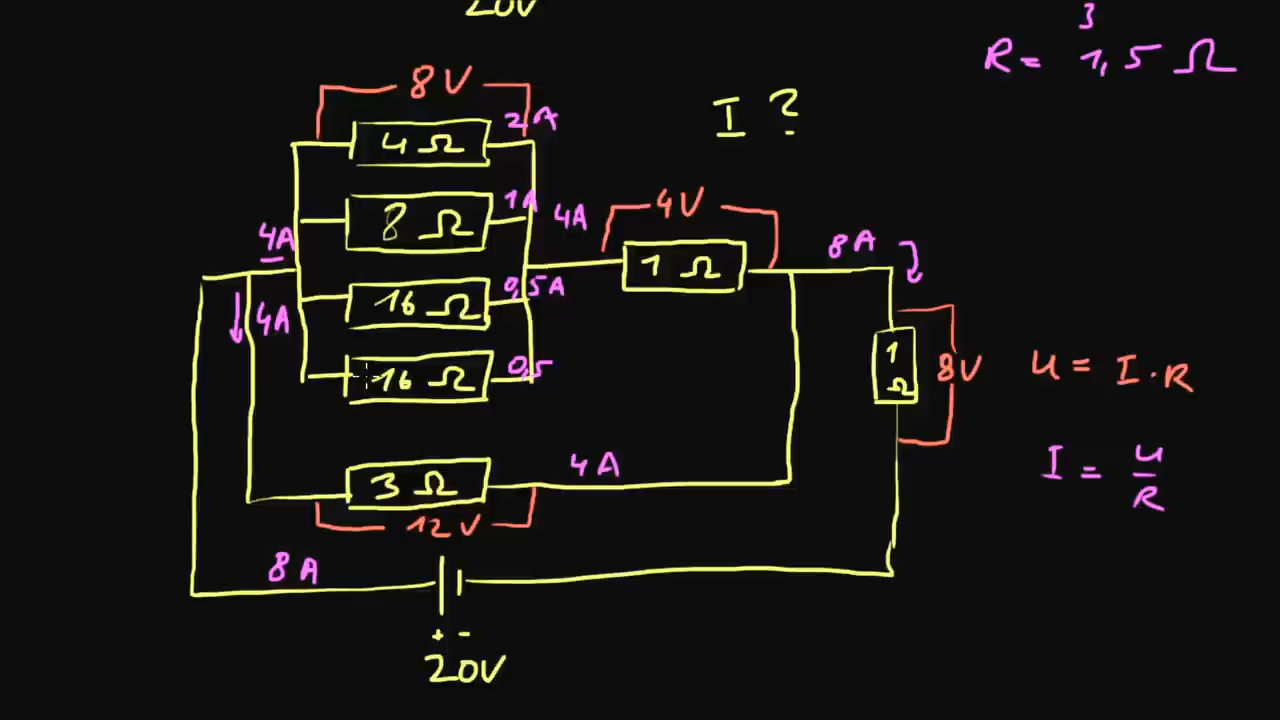 20V
3
R = 1,5 Ω
8V
2A
I ?
4 Ω
1A
8 Ω
4A
4V
4A
8A
1 Ω
0,5A
16 Ω
4A
1 Ω
8V
U = I · R
0,5
16 Ω
3 Ω
4A
I = U/R
12V
8A
+ -
20V